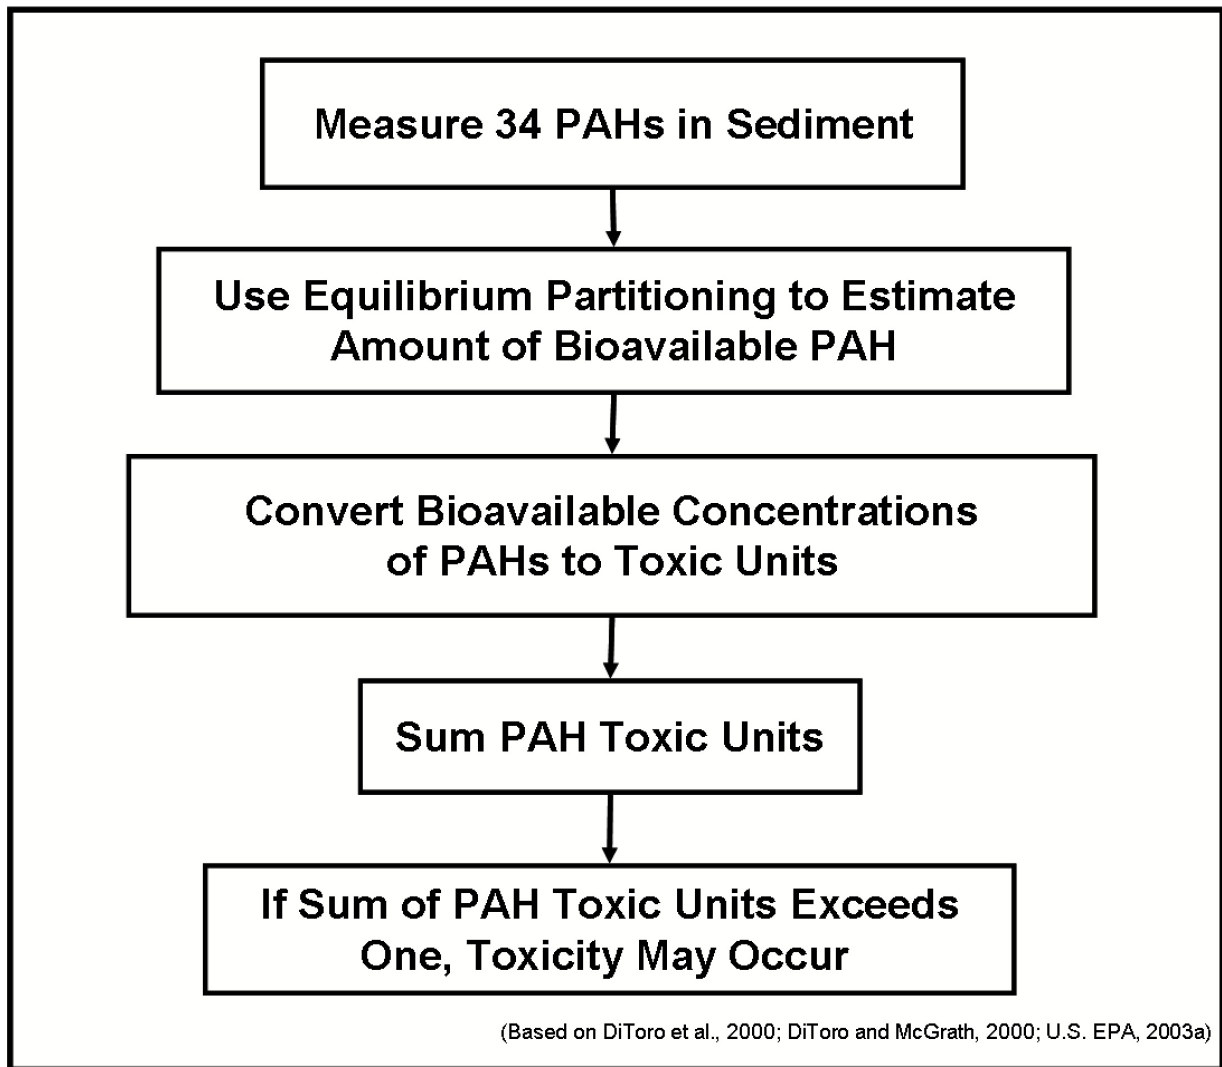 Measure 34 PAHs in Sediment
Use Equilibrium Partitioning to Estimate
Amount of Bioavailable PAH
Convert Bioavailable Concentrations
of PAHs to Toxic Units
Sum PAH Toxic Units
If Sum of PAH Toxic Units Exceeds
One, Toxicity May Occur
(Based on DiToro et al., 2000; DiToro and McGrath, 2000; U.S. EPA, 2003a)